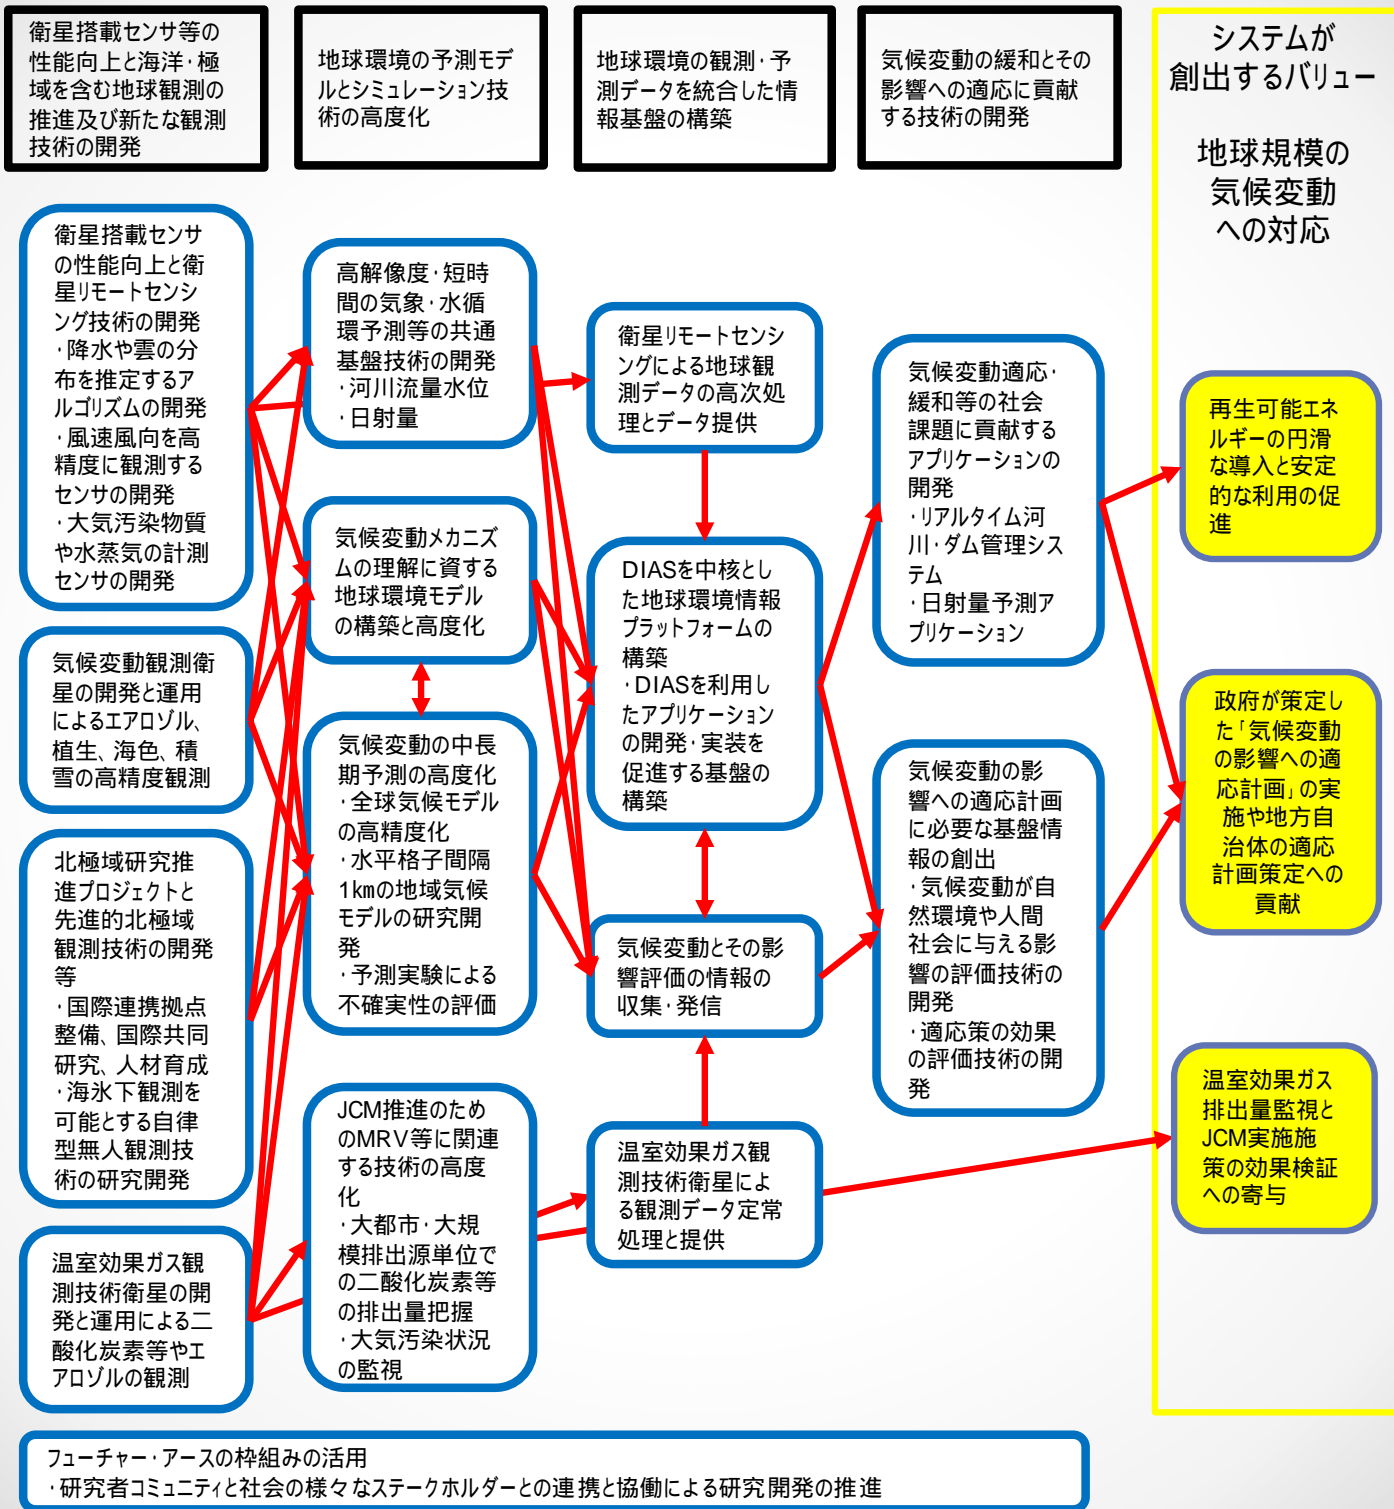 衛星搭載センサ等の
性能向上と海洋・極
域を含む地球観測の
推進及び新たな観測
技術の開発
地球環境の予測モデ
ルとシミュレーション技
術の高度化
地球環境の観測・予
測データを統合した情
報基盤の構築
気候変動の緩和とその
影響への適応に貢献
する技術の開発
システムが
創出するバリュー
地球規模の
気候変動
への対応
衛星搭載センサ
の性能向上と衛
星リモートセンシ
ング技術の開発
・降水や雲の分
布を推定するア
ルゴリズムの開発
・風速風向を高
精度に観測する
センサの開発
・大気汚染物質
や水蒸気の計測
センサの開発
気候変動観測衛
星の開発と運用
によるエアロゾル、
植生、海色、積
雪の高精度観測
北極域研究推
進プロジェクトと
先進的北極域
観測技術の開発
等
・国際連携拠点
整備、国際共同
研究、人材育成
・海氷下観測を
可能とする自律
型無人観測技
術の研究開発
温室効果ガス観
測技術衛星の開
発と運用による二
酸化炭素等やエ
アロゾルの観測
高解像度・短時
間の気象・水循
環予測等の共通
基盤技術の開発
・河川流量水位
・日射量
気候変動メカニズ
ムの理解に資する
地球環境モデル
の構築と高度化
気候変動の中長
期予測の高度化
・全球気候モデル
の高精度化
・水平格子間隔
1kmの地域気候
モデルの研究開
発
・予測実験による
不確実性の評価
JCM推進のため
のMRV等に関連
する技術の高度
化
・大都市・大規
模排出源単位で
の二酸化炭素等
の排出量把握
・大気汚染状況
の監視
衛星リモートセンシ
ングによる地球観
測データの高次処
理とデータ提供
DIASを中核とし
た地球環境情報
プラットフォームの
構築
・DIASを利用し
たアプリケーション
の開発・実装を
促進する基盤の
構築
気候変動とその影
響評価の情報の
収集・発信
温室効果ガス観
測技術衛星によ
る観測データ定常
処理と提供
気候変動適応・
緩和等の社会
課題に貢献する
アプリケーションの
開発
・リアルタイム河
川・ダム管理シス
テム
・日射量予測ア
プリケーション
気候変動の影
響への適応計画
に必要な基盤情
報の創出
・気候変動が自
然環境や人間
社会に与える影
響の評価技術の
開発
・適応策の効果
の評価技術の開
発
再生可能エネ
ルギーの円滑
な導入と安定
的な利用の促
進
政府が策定し
た「気候変動
の影響への適
応計画」の実
施や地方自
治体の適応
計画策定への
貢献
温室効果ガス
排出量監視と
JCM実施施
策の効果検証
への寄与
フューチャー・アースの枠組みの活用
・研究者コミュニティと社会の様々なステークホルダーとの連携と協働による研究開発の推進